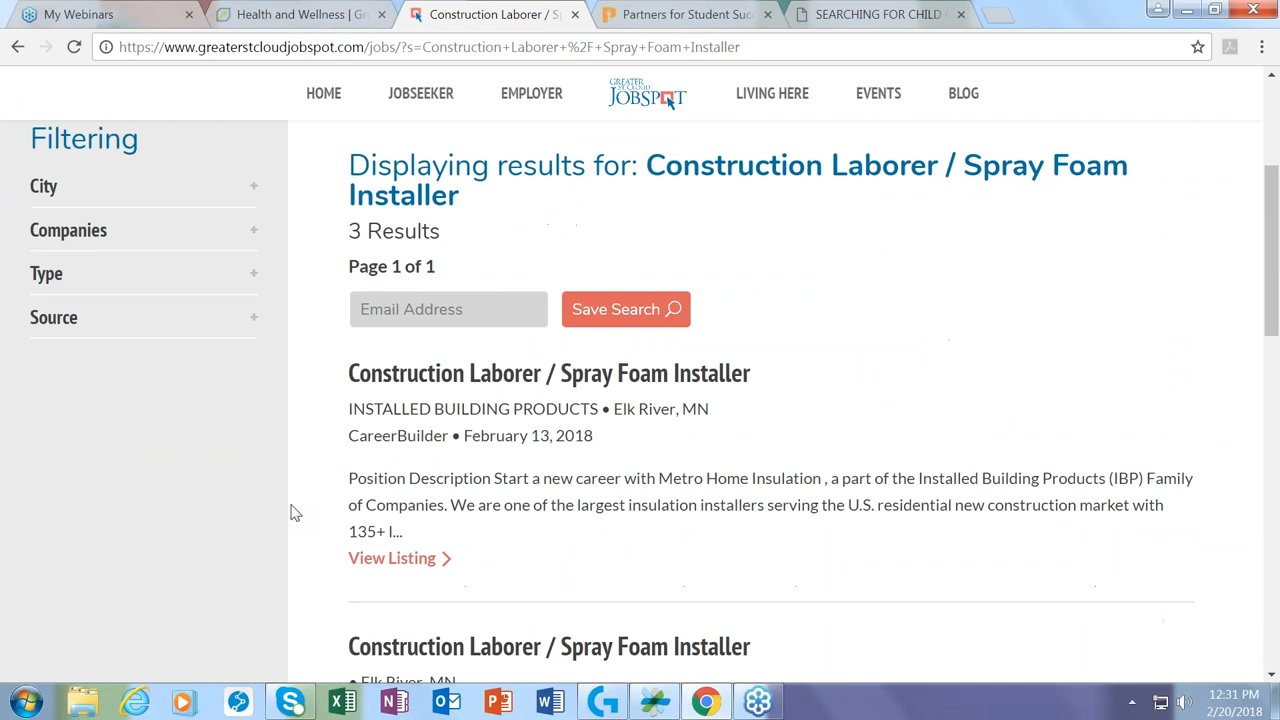 My Webinars
Health and Wellness | Gr
Construction Laborer / S
Partners for Student Suc
SEARCHING FOR CHILD
https://www.greaterstcloudjobspot.com/jobs/?s=Construction+Laborer+%2F+Spray+Foam+Installer
HOME JOBSEEKER EMPLOYER GREATER ST. CLOUD JOBSPOT LIVING HERE EVENTS BLOG
Filtering
City +
Companies +
Type +
Source +
Displaying results for: Construction Laborer / Spray Foam
Installer
3 Results
Page 1 of 1
Email Address
Save Search
Construction Laborer / Spray Foam Installer
INSTALLED BUILDING PRODUCTS • Elk River, MN
CareerBuilder • February 13, 2018
Position Description Start a new career with Metro Home Insulation , a part of the Installed Building Products (IBP) Family
of Companies. We are one of the largest insulation installers serving the U.S. residential new construction market with
135+ l...
View Listing >
Construction Laborer / Spray Foam Installer
• Elk River, MN
12:31 PM
2/20/2018